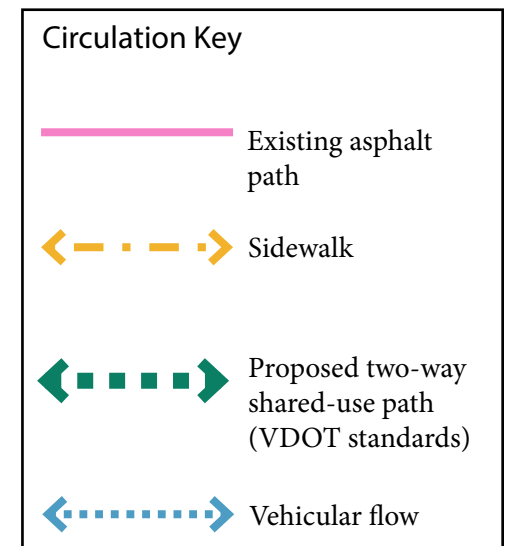 Circulation Key
Existing asphalt
path
Sidewalk
Proposed two-way
shared-use path
(VDOT standards)
Vehicular flow